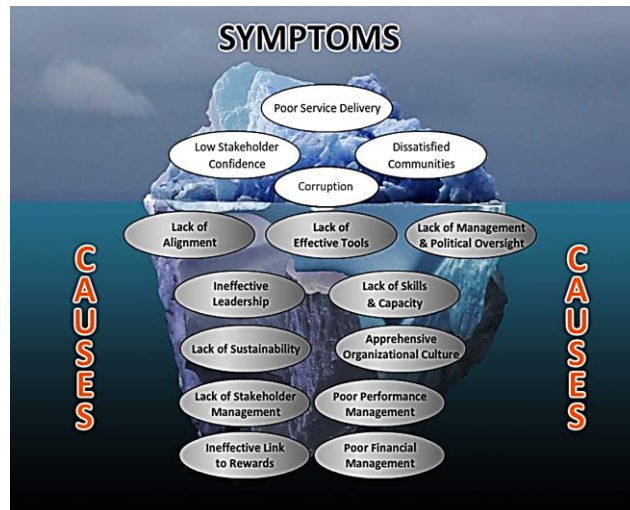 SYMPTOMS
Poor Service Delivery
Low Stakeholder
Confidence
Dissatisfied
Communities
Corruption
Lack of
Alignment
Lack of
Effective Tools
Lack of Management
& Political Oversight
CAUSES
CAUSES
Ineffective
Leadership
Lack of Skills
& Capacity
Lack of Sustainability
Apprehensive
Organizational Culture
Lack of Stakeholder
Management
Poor Performance
Management
Ineffective Link
to Rewards
Poor Financial
Management